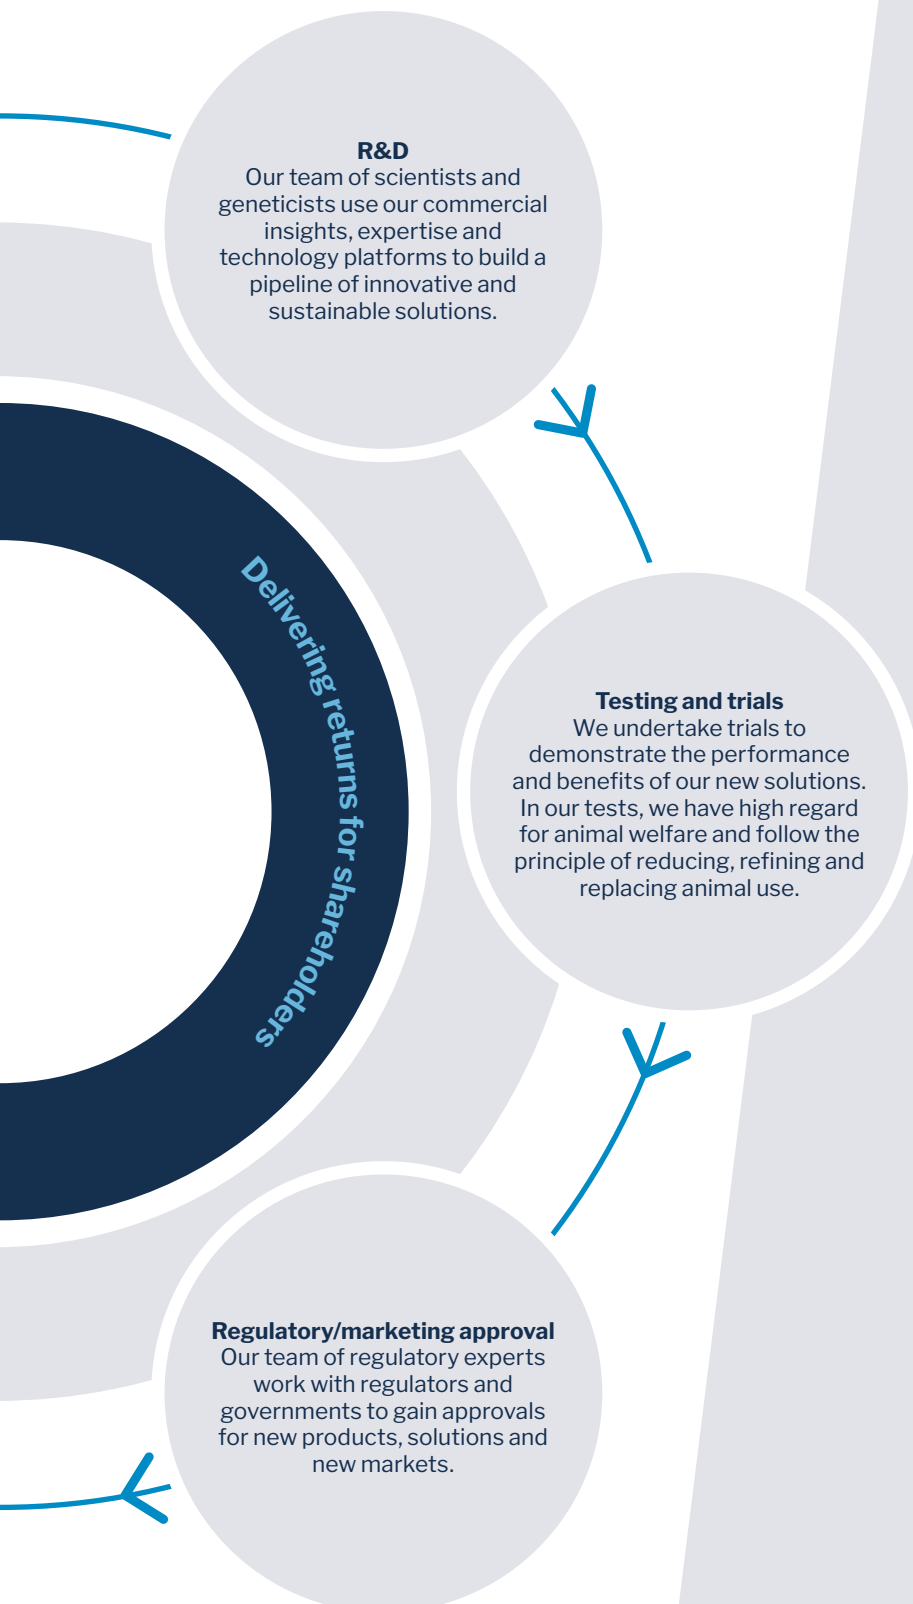 R&D
Our team of scientists and
geneticists use our commercial
insights, expertise and
technology platforms to build a
pipeline of innovative and
sustainable solutions.
Delivering returns for shareholders
Testing and trials
We undertake trials to
demonstrate the performance
and benefits of our new solutions.
In our tests, we have high regard
for animal welfare and follow the
principle of reducing, refining and
replacing animal use.
Regulatory/marketing approval
Our team of regulatory experts
work with regulators and
governments to gain approvals
for new products, solutions and
new markets.